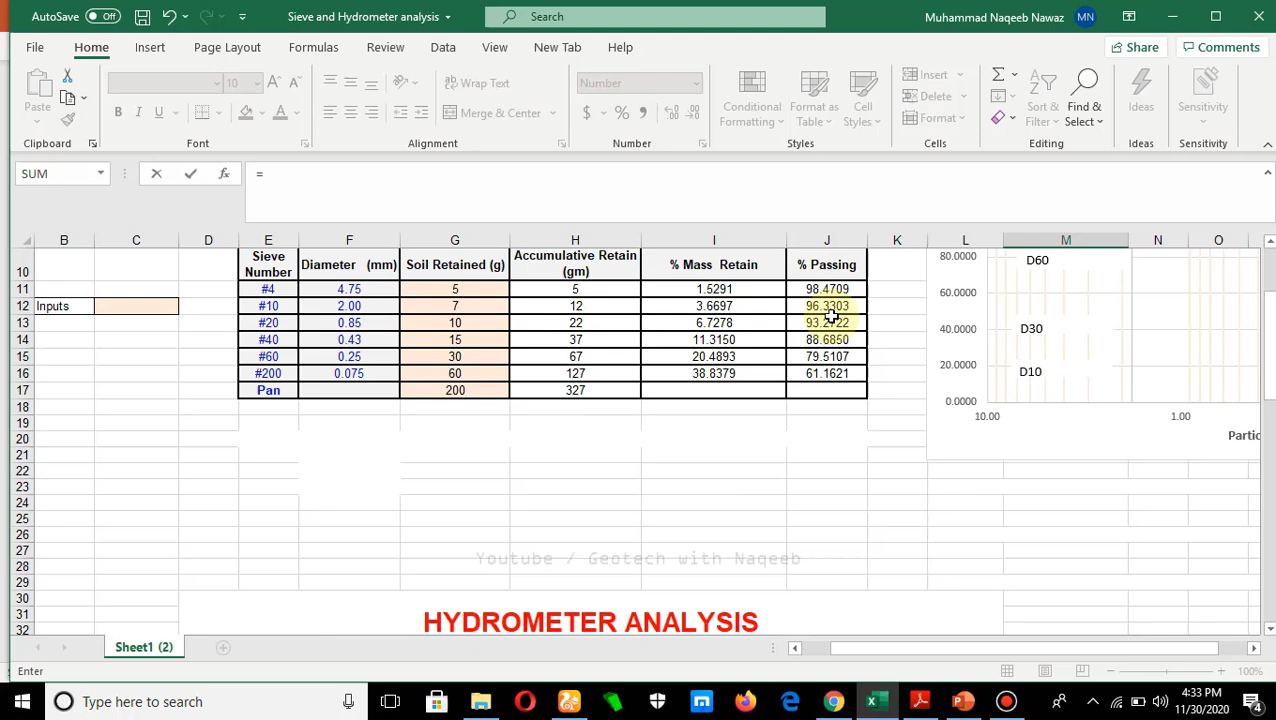 AutoSave Off Sieve and Hydrometer analysis Search Muhammad Naqeeb Nawaz MN
File Home Insert Page Layout Formulas Review Data View New Tab Help Share Comments
10 Wrap Text Number Insert
Paste B I U Merge & Center $ % Conditional Format as Cell Delete Sort & Find & Ideas Sensitivity
Formatting Table Styles Format Filter Select
Clipboard Font Alignment Number Styles Cells Editing Ideas Sensitivity
SUM fx =
B C D E F G H I J K L M N O
10 Sieve Number Diameter (mm) Soil Retained (g) Accumulative Retain (gm) % Mass Retain % Passing
11 #4 4.75 5 5 1.5291 98.4709
12 Inputs #10 2.00 7 12 3.6697 96.3303
13 #20 0.85 10 22 6.7278 93.2722
14 #40 0.43 15 37 11.3150 88.6850
15 #60 0.25 30 67 20.4893 79.5107
16 #200 0.075 60 127 38.8379 61.1621
17 Pan 200 327
80.0000 D60
60.0000
40.0000 D30
20.0000 D10
0.0000
10.00 1.00
Partic
18
19
20
21
22
23
24
25
26
27
Youtube / Geotech with Naqeeb
28
29
30
31 HYDROMETER ANALYSIS
32
Sheet1 (2)
Enter 100%
Type here to search 4:33 PM
11/30/2020 4